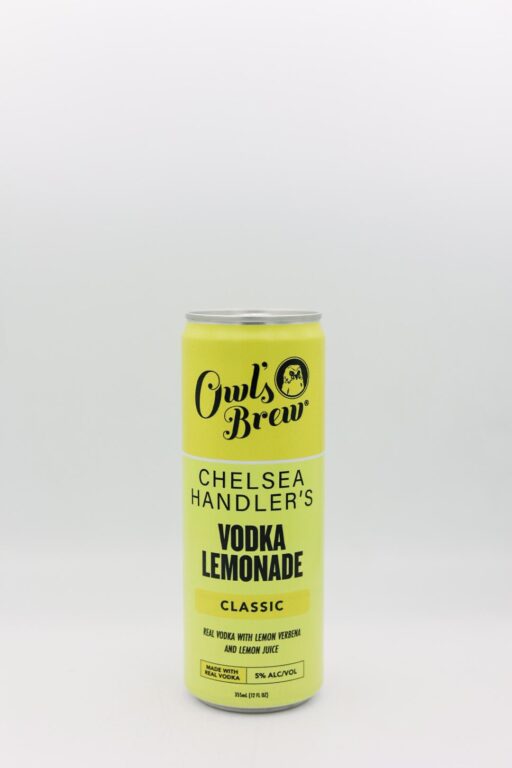 Owl's
Brew®
CHELSEA
HANDLER'S
VODKA
LEMONADE
CLASSIC
REAL VODKA WITH LEMON VERBENA
AND LEMON JUICE
MADE WITH
REAL VODKA
5% ALC/VOL
355mL (12 FL OZ)